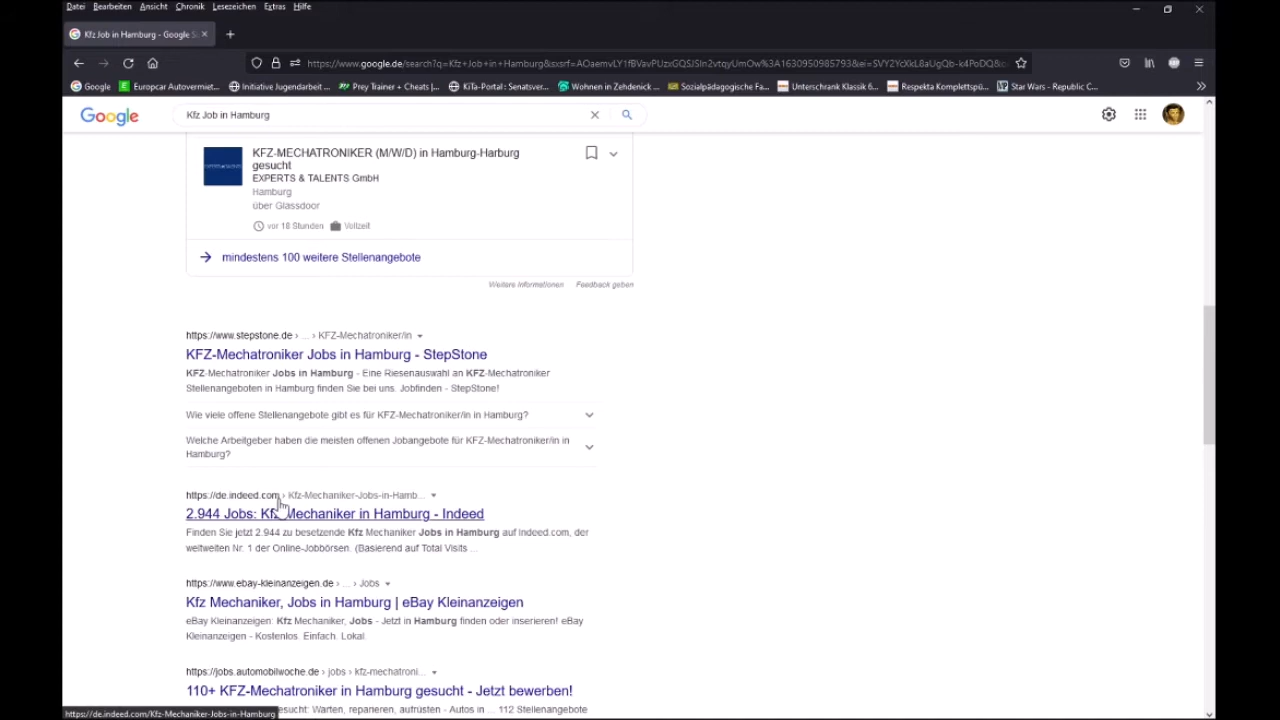 Datei Bearbeiten Ansicht Chronik Lesezeichen Extras Hilfe
Kfz Job in Hamburg - Google S
https://www.google.de/search?q=Kfz+Job+in+Hamburg&sxsrf=
Google Europcar Autovermiet... Initiative Jugendarbeit ... Prey Trainer + Cheats |... KiTa-Portal : Senatsver... Wohnen in Zehdenick ... Sozialpädagogische Fa... Unterschrank Klassik 6... Respekta Komplettspü... Star Wars - Republic C...
Google Kfz Job in Hamburg
KFZ-MECHATRONIKER (M/W/D) in Hamburg-Harburg
gesucht
EXPERTS & TALENTS GmbH
Hamburg
über Glassdoor
vor 18 Stunden Vollzeit
mindestens 100 weitere Stellenangebote
Weitere Informationen Feedback geben
https://www.stepstone.de › ... › KFZ-Mechatroniker/in
KFZ-Mechatroniker Jobs in Hamburg - StepStone
KFZ-Mechatroniker Jobs in Hamburg - Eine Riesenauswahl an KFZ-Mechatroniker
Stellenangeboten in Hamburg finden Sie bei uns. Jobfinden - StepStone!
Wie viele offene Stellenangebote gibt es für KFZ-Mechatroniker/in in Hamburg?
Welche Arbeitgeber haben die meisten offenen Jobangebote für KFZ-Mechatroniker/in in
Hamburg?
https://de.indeed.com › Kfz-Mechaniker-Jobs-in-Hamb...
2.944 Jobs: Kfz Mechaniker in Hamburg - Indeed
Finden Sie jetzt 2.944 zu besetzende Kfz Mechaniker Jobs in Hamburg auf Indeed.com, der
weltweiten Nr. 1 der Online-Jobbörsen. (Basierend auf Total Visits ...
https://www.ebay-kleinanzeigen.de › ... › Jobs
Kfz Mechaniker, Jobs in Hamburg | eBay Kleinanzeigen
eBay Kleinanzeigen: Kfz Mechaniker, Jobs - Jetzt in Hamburg finden oder inserieren! eBay
Kleinanzeigen - Kostenlos. Einfach. Lokal.
https://jobs.automobilwoche.de › jobs › kfz-mechatroni...
110+ KFZ-Mechatroniker in Hamburg gesucht - Jetzt bewerben!
esucht: Warten, reparieren, aufrüsten - Autos in ... 112 Stellenangebote
https://de.indeed.com/Kfz-Mechaniker-Jobs-in-Hamburg